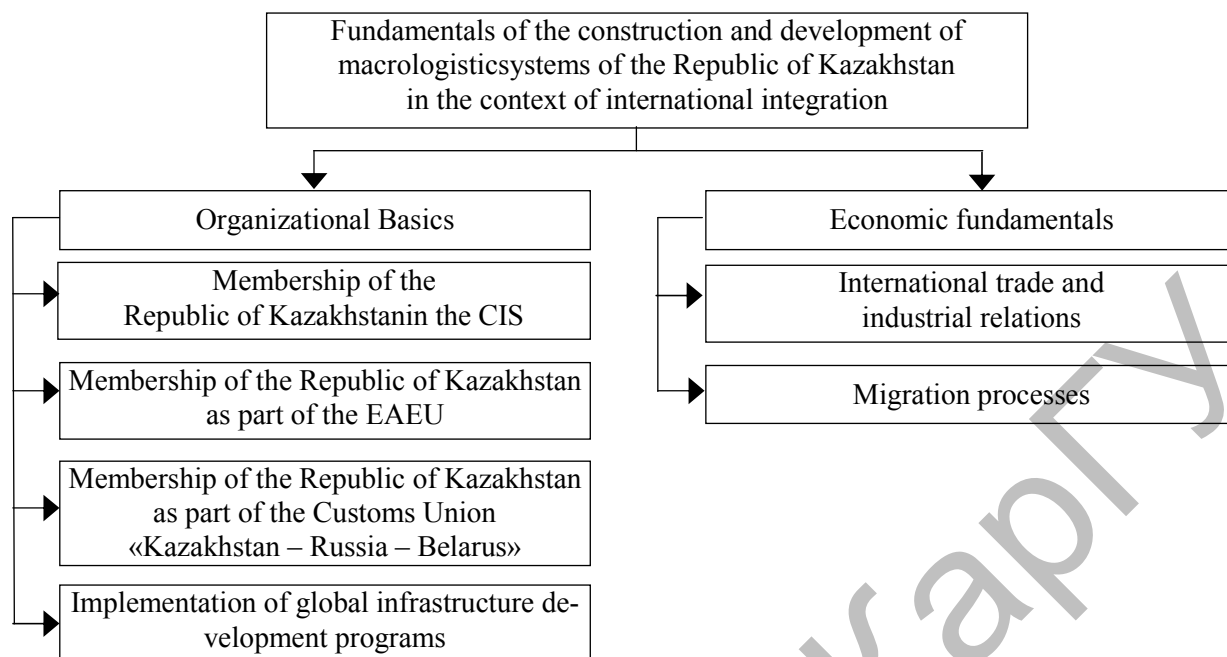 Fundamentals of the construction and development of
macrologisticsystems of the Republic of Kazakhstan
in the context of international integration
Organizational Basics
Membership of the
Republic of Kazakhstanin the CIS
Membership of the Republic of Kazakhstan
as part of the EAEU
Membership of the Republic of Kazakhstan
as part of the Customs Union
«Kazakhstan – Russia – Belarus»
Implementation of global infrastructure de-
velopment programs
Economic fundamentals
International trade and
industrial relations
Migration processes
КарГУ